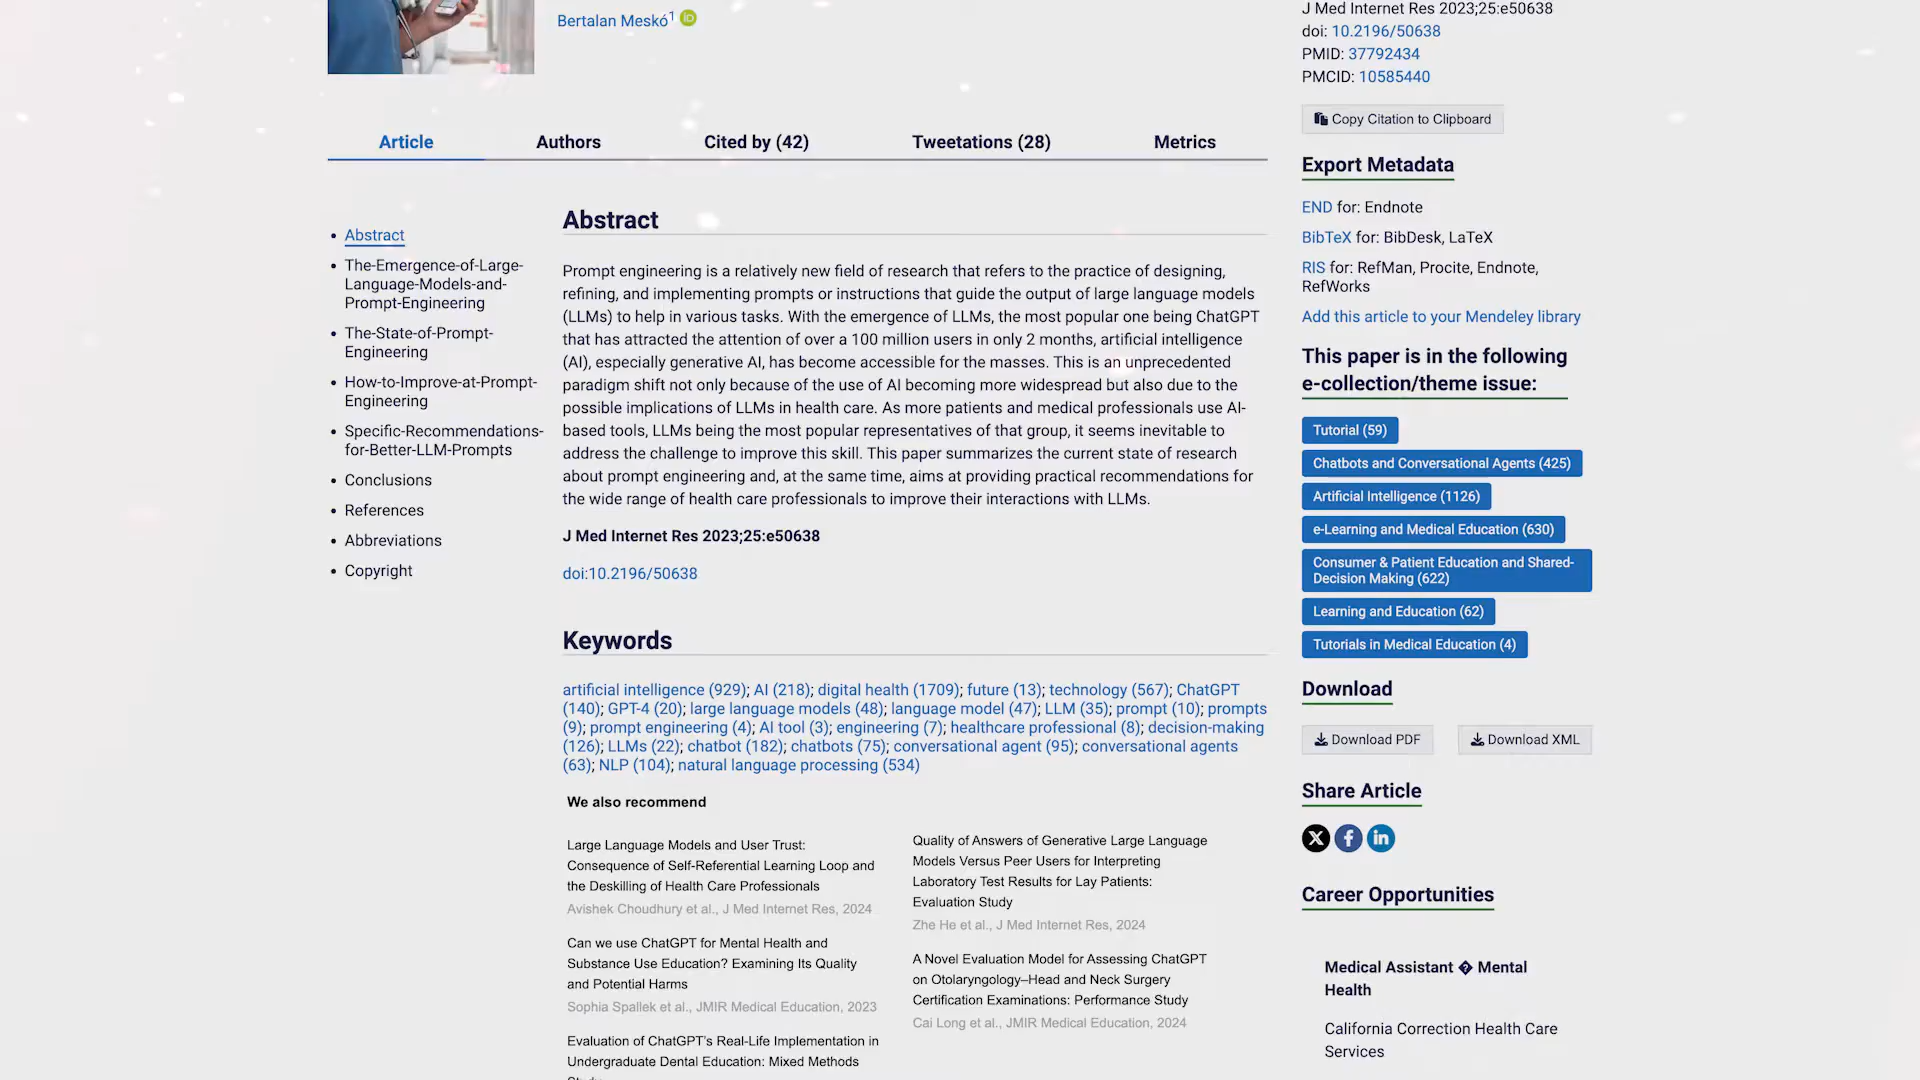 Bertalan Meskó1 iD
J Med Internet Res 2023;25:e50638
doi: 10.2196/50638
PMID: 37792434
PMCID: 10585440
Copy Citation to Clipboard
Article
Authors
Cited by (42)
Tweetations (28)
Metrics
• Abstract
• The-Emergence-of-Large-
Language-Models-and-
Prompt-Engineering
• The-State-of-Prompt-
Engineering
• How-to-Improve-at-Prompt-
Engineering
• Specific-Recommendations-
for-Better-LLM-Prompts
• Conclusions
• References
• Abbreviations
• Copyright
Abstract
Prompt engineering is a relatively new field of research that refers to the practice of designing,
refining, and implementing prompts or instructions that guide the output of large language models
(LLMs) to help in various tasks. With the emergence of LLMs, the most popular one being ChatGPT
that has attracted the attention of over a 100 million users in only 2 months, artificial intelligence
(AI), especially generative AI, has become accessible for the masses. This is an unprecedented
paradigm shift not only because of the use of AI becoming more widespread but also due to the
possible implications of LLMs in health care. As more patients and medical professionals use AI-
based tools, LLMs being the most popular representatives of that group, it seems inevitable to
address the challenge to improve this skill. This paper summarizes the current state of research
about prompt engineering and, at the same time, aims at providing practical recommendations for
the wide range of health care professionals to improve their interactions with LLMs.
J Med Internet Res 2023;25:e50638
doi:10.2196/50638
Keywords
artificial intelligence (929); AI (218); digital health (1709); future (13); technology (567); ChatGPT
(140); GPT-4 (20); large language models (48); language model (47); LLM (35); prompt (10); prompts
(9); prompt engineering (4); AI tool (3); engineering (7); healthcare professional (8); decision-making
(126); LLMs (22); chatbot (182); chatbots (75); conversational agent (95); conversational agents
(63); NLP (104); natural language processing (534)
We also recommend
Large Language Models and User Trust:
Consequence of Self-Referential Learning Loop and
the Deskilling of Health Care Professionals
Avishek Choudhury et al., J Med Internet Res, 2024
Can we use ChatGPT for Mental Health and
Substance Use Education? Examining Its Quality
and Potential Harms
Sophia Spallek et al., JMIR Medical Education, 2023
Evaluation of ChatGPT's Real-Life Implementation in
Undergraduate Dental Education: Mixed Methods
Quality of Answers of Generative Large Language
Models Versus Peer Users for Interpreting
Laboratory Test Results for Lay Patients:
Evaluation Study
Zhe He et al., J Med Internet Res, 2024
A Novel Evaluation Model for Assessing ChatGPT
on Otolaryngology–Head and Neck Surgery
Certification Examinations: Performance Study
Cai Long et al., JMIR Medical Education, 2024
Export Metadata
END for: Endnote
BibTeX for: BibDesk, LaTeX
RIS for: RefMan, Procite, Endnote,
RefWorks
Add this article to your Mendeley library
This paper is in the following
e-collection/theme issue:
Tutorial (59)
Chatbots and Conversational Agents (425)
Artificial Intelligence (1126)
e-Learning and Medical Education (630)
Consumer & Patient Education and Shared-
Decision Making (622)
Learning and Education (62)
Tutorials in Medical Education (4)
Download
Download PDF
Download XML
Share Article
X f in
Career Opportunities
Medical Assistant � Mental
Health
California Correction Health Care
Services